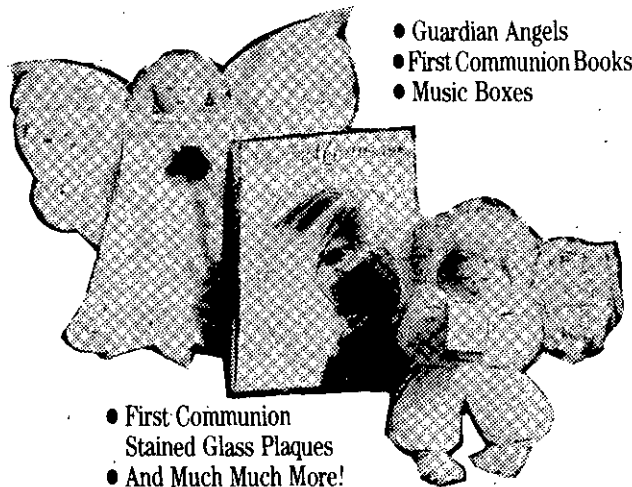 ● Guardian Angels
● First Communion Books
● Music Boxes
● First Communion
Stained Glass Plaques
● And Much Much More!